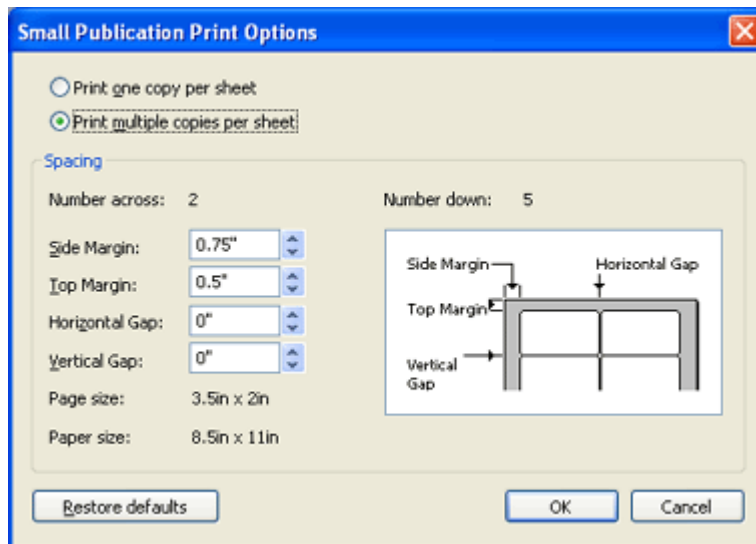 Small Publication Print Options
Print one copy per sheet
Print multiple copies per sheet
Spacing
Number across: 2
Number down: 5
Side Margin: 0.75"
Top Margin: 0.5"
Horizontal Gap: 0"
Vertical Gap: 0"
Page size: 3.5in x 2in
Paper size: 8.5in x 11in
Side Margin
Horizontal Gap
Top Margin
Vertical
Gap
Restore defaults
OK
Cancel